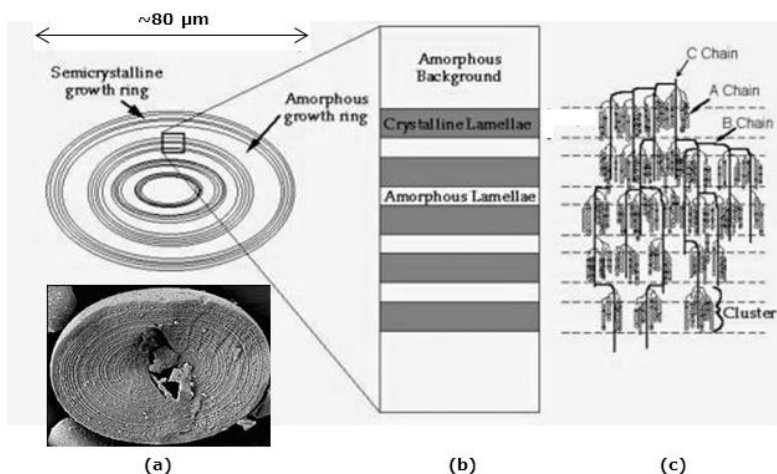 ~80 µm
Semicrystalline
growth ring
Amorphous
growth ring
Amorphous
Background
Crystalline Lamellae
Amorphous Lamellae
C Chain
A Chain
B Chain
Cluster
(a)
(b)
(c)